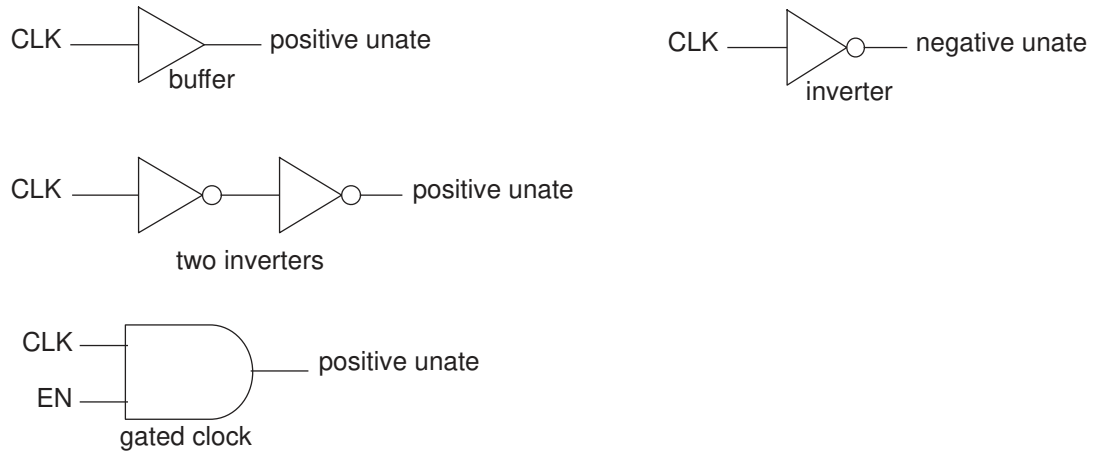 CLK
positive unate
buffer
CLK
negative unate
inverter
CLK
positive unate
two inverters
CLK
EN
positive unate
gated clock